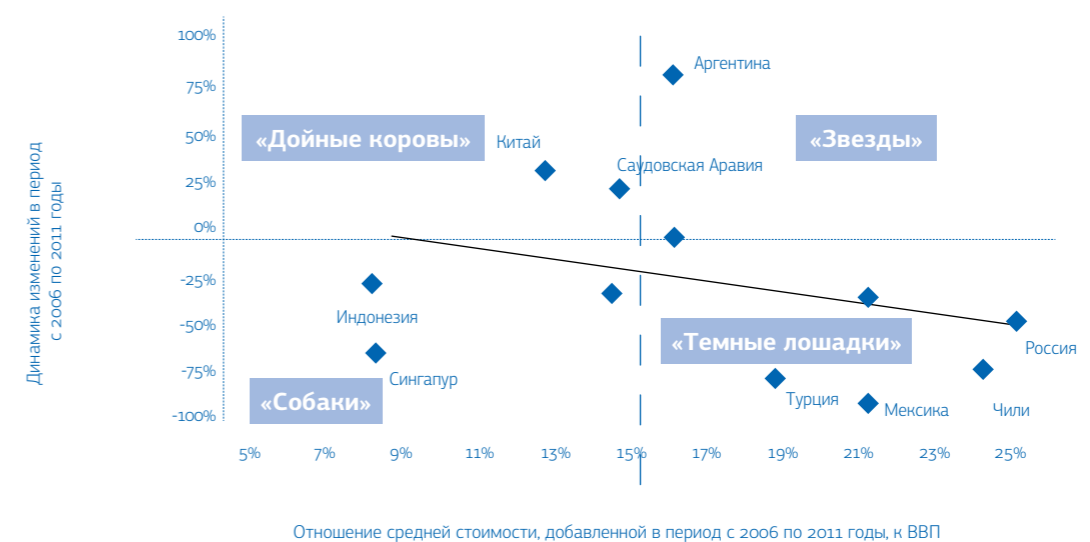 100%
75%
50%
25%
0%
-25%
-50%
-75%
-100%
Динамика изменений в период
с 2006 по 2011 годы
«Дойные коровы»
Китай
Аргентина
«Звезды»
Саудовская Аравия
Индонезия
Сингапур
«Собаки»
«Темные лошадки»
Россия
Турция
Мексика
Чили
5% 7% 9% 11% 13% 15% 17% 19% 21% 23% 25%
Отношение средней стоимости, добавленной в период с 2006 по 2011 годы, к ВВП